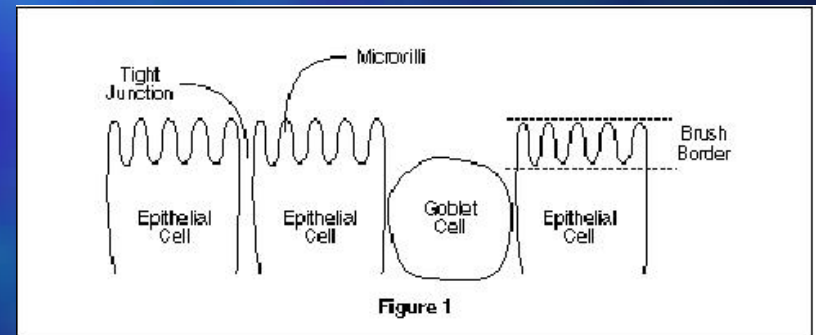 Microvilli
Tight
Junction
Brush
Border
Epithelial
Cell
Epithelial
Cell
Goblet
Cell
Epithelial
Cell
Figure 1